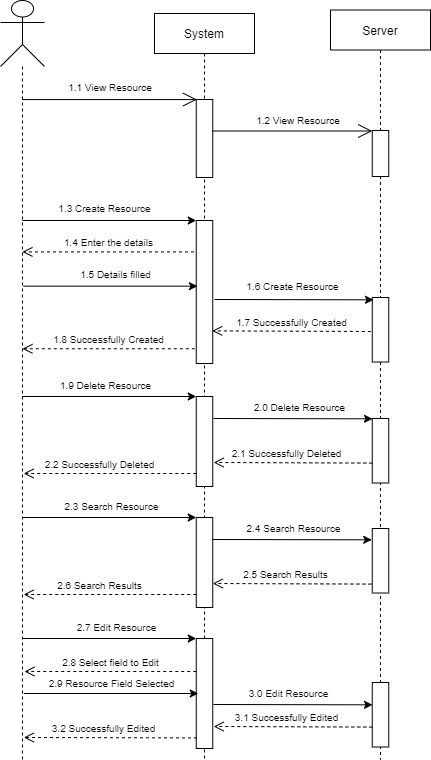 System
Server
1.1 View Resource
1.2 View Resource
1.3 Create Resource
1.4 Enter the details
1.5 Details filled
1.6 Create Resource
1.7 Successfully Created
1.8 Successfully Created
1.9 Delete Resource
2.0 Delete Resource
2.1 Successfully Deleted
2.2 Successfully Deleted
2.3 Search Resource
2.4 Search Resource
2.5 Search Results
2.6 Search Results
2.7 Edit Resource
2.8 Select field to Edit
2.9 Resource Field Selected
3.0 Edit Resource
3.1 Successfully Edited
3.2 Successfully Edited